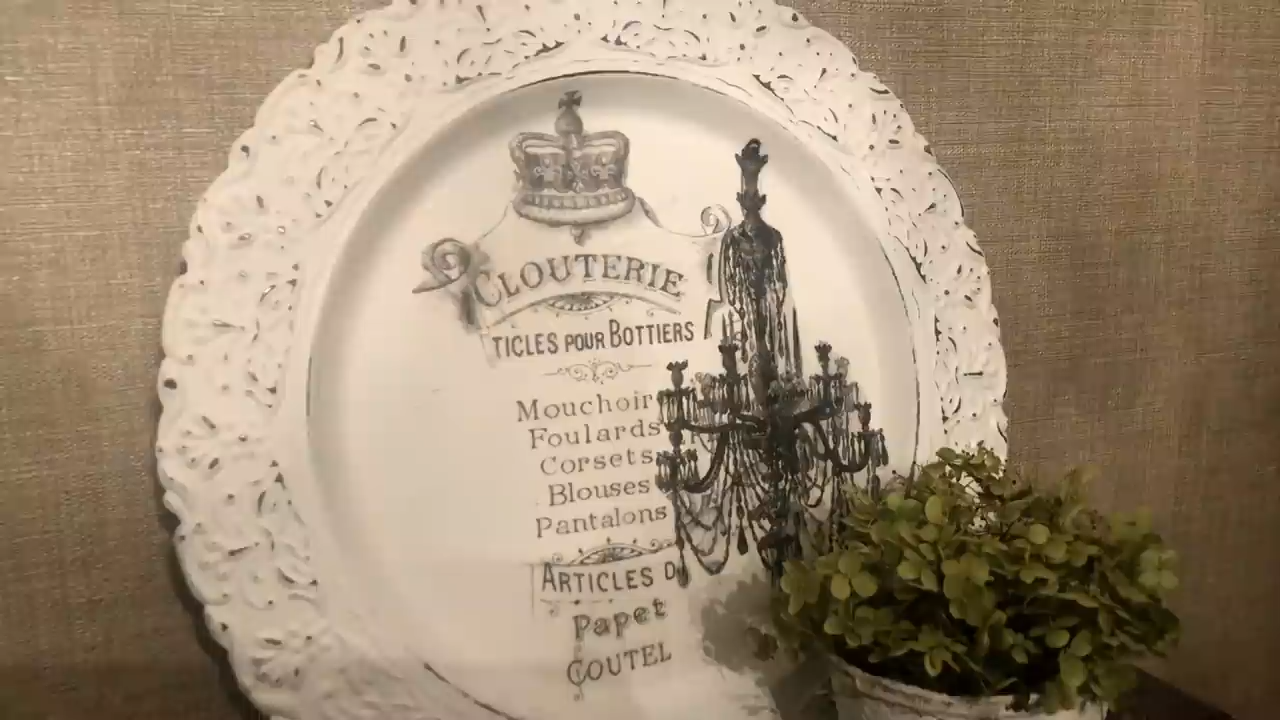 CLOUTERIE
TICLES POUR BOTTIERS
Mouchoir
Foulards
Corsets
Blouses
Pantalons
ARTICLES D
Papet
COUTEL